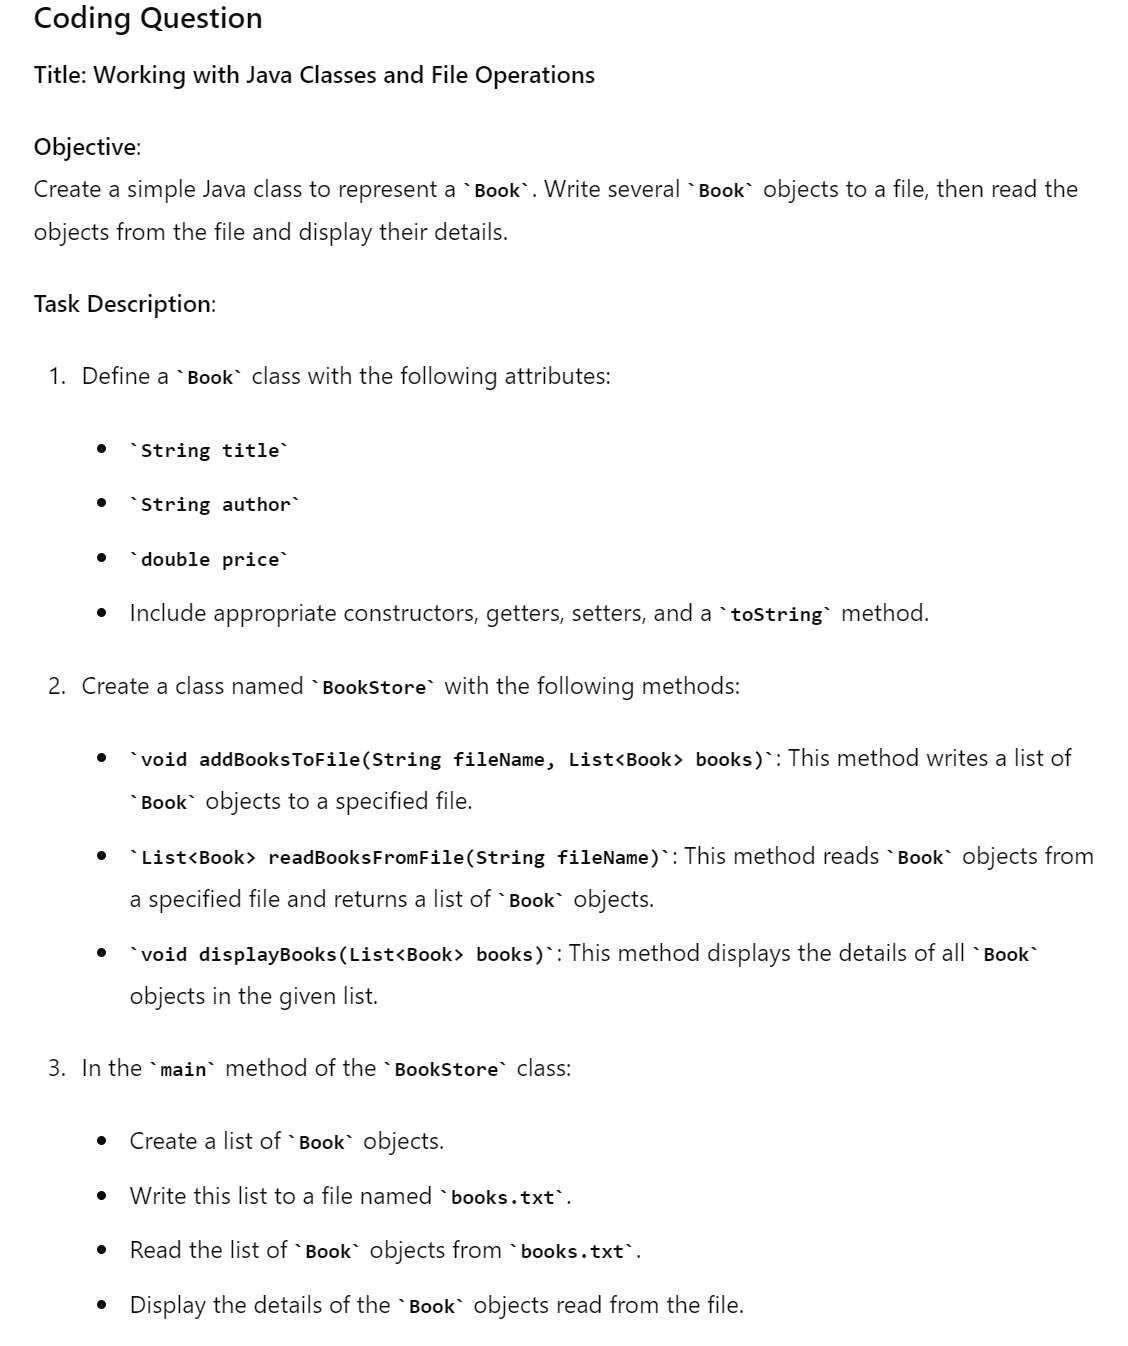 Coding Question
Title: Working with Java Classes and File Operations
Objective:
Create a simple Java class to represent a `Book`. Write several `Book` objects to a file, then read the
objects from the file and display their details.
Task Description:
1. Define a `Book` class with the following attributes:
• `String title`
• `String author`
• `double price`
• Include appropriate constructors, getters, setters, and a `toString` method.
2. Create a class named `BookStore` with the following methods:
• `void addBooksToFile(String fileName, List<Book> books)`: This method writes a list of
`Book` objects to a specified file.
• `List<Book> readBooksFromFile(String fileName)`: This method reads `Book` objects from
a specified file and returns a list of `Book` objects.
• `void displayBooks(List<Book> books)`: This method displays the details of all `Book`
objects in the given list.
3. In the `main` method of the `BookStore` class:
• Create a list of `Book` objects.
• Write this list to a file named `books.txt`.
• Read the list of `Book` objects from `books.txt`.
• Display the details of the `Book` objects read from the file.